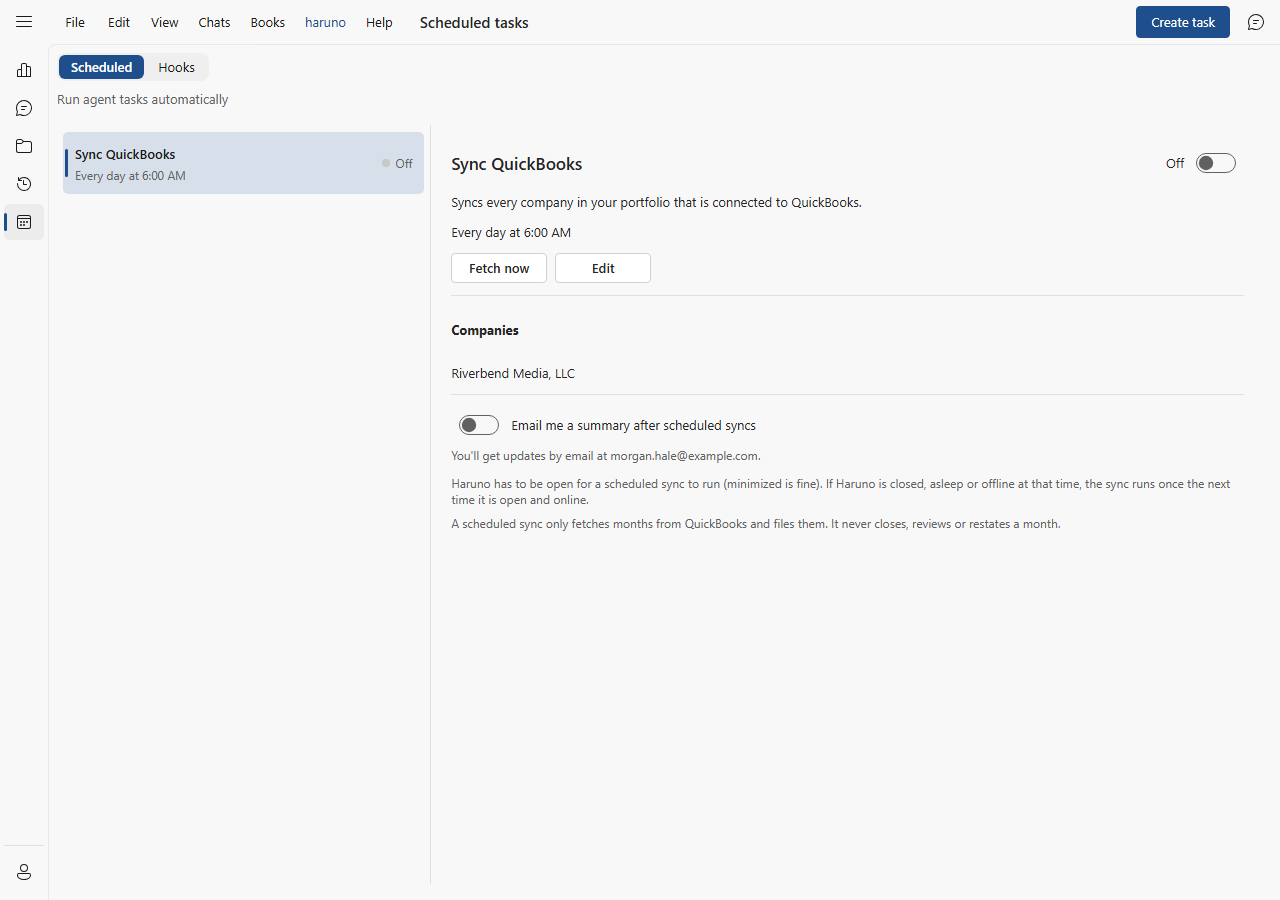 File Edit View Chats Books haruno Help Scheduled tasks Create task
Scheduled Hooks
Run agent tasks automatically
Sync QuickBooks
Every day at 6:00 AM
Off
Sync QuickBooks
Off
Syncs every company in your portfolio that is connected to QuickBooks.
Every day at 6:00 AM
Fetch now Edit
Companies
Riverbend Media, LLC
Email me a summary after scheduled syncs
You'll get updates by email at morgan.hale@example.com.
Haruno has to be open for a scheduled sync to run (minimized is fine). If Haruno is closed, asleep or offline at that time, the sync runs once the next
time it is open and online.
A scheduled sync only fetches months from QuickBooks and files them. It never closes, reviews or restates a month.